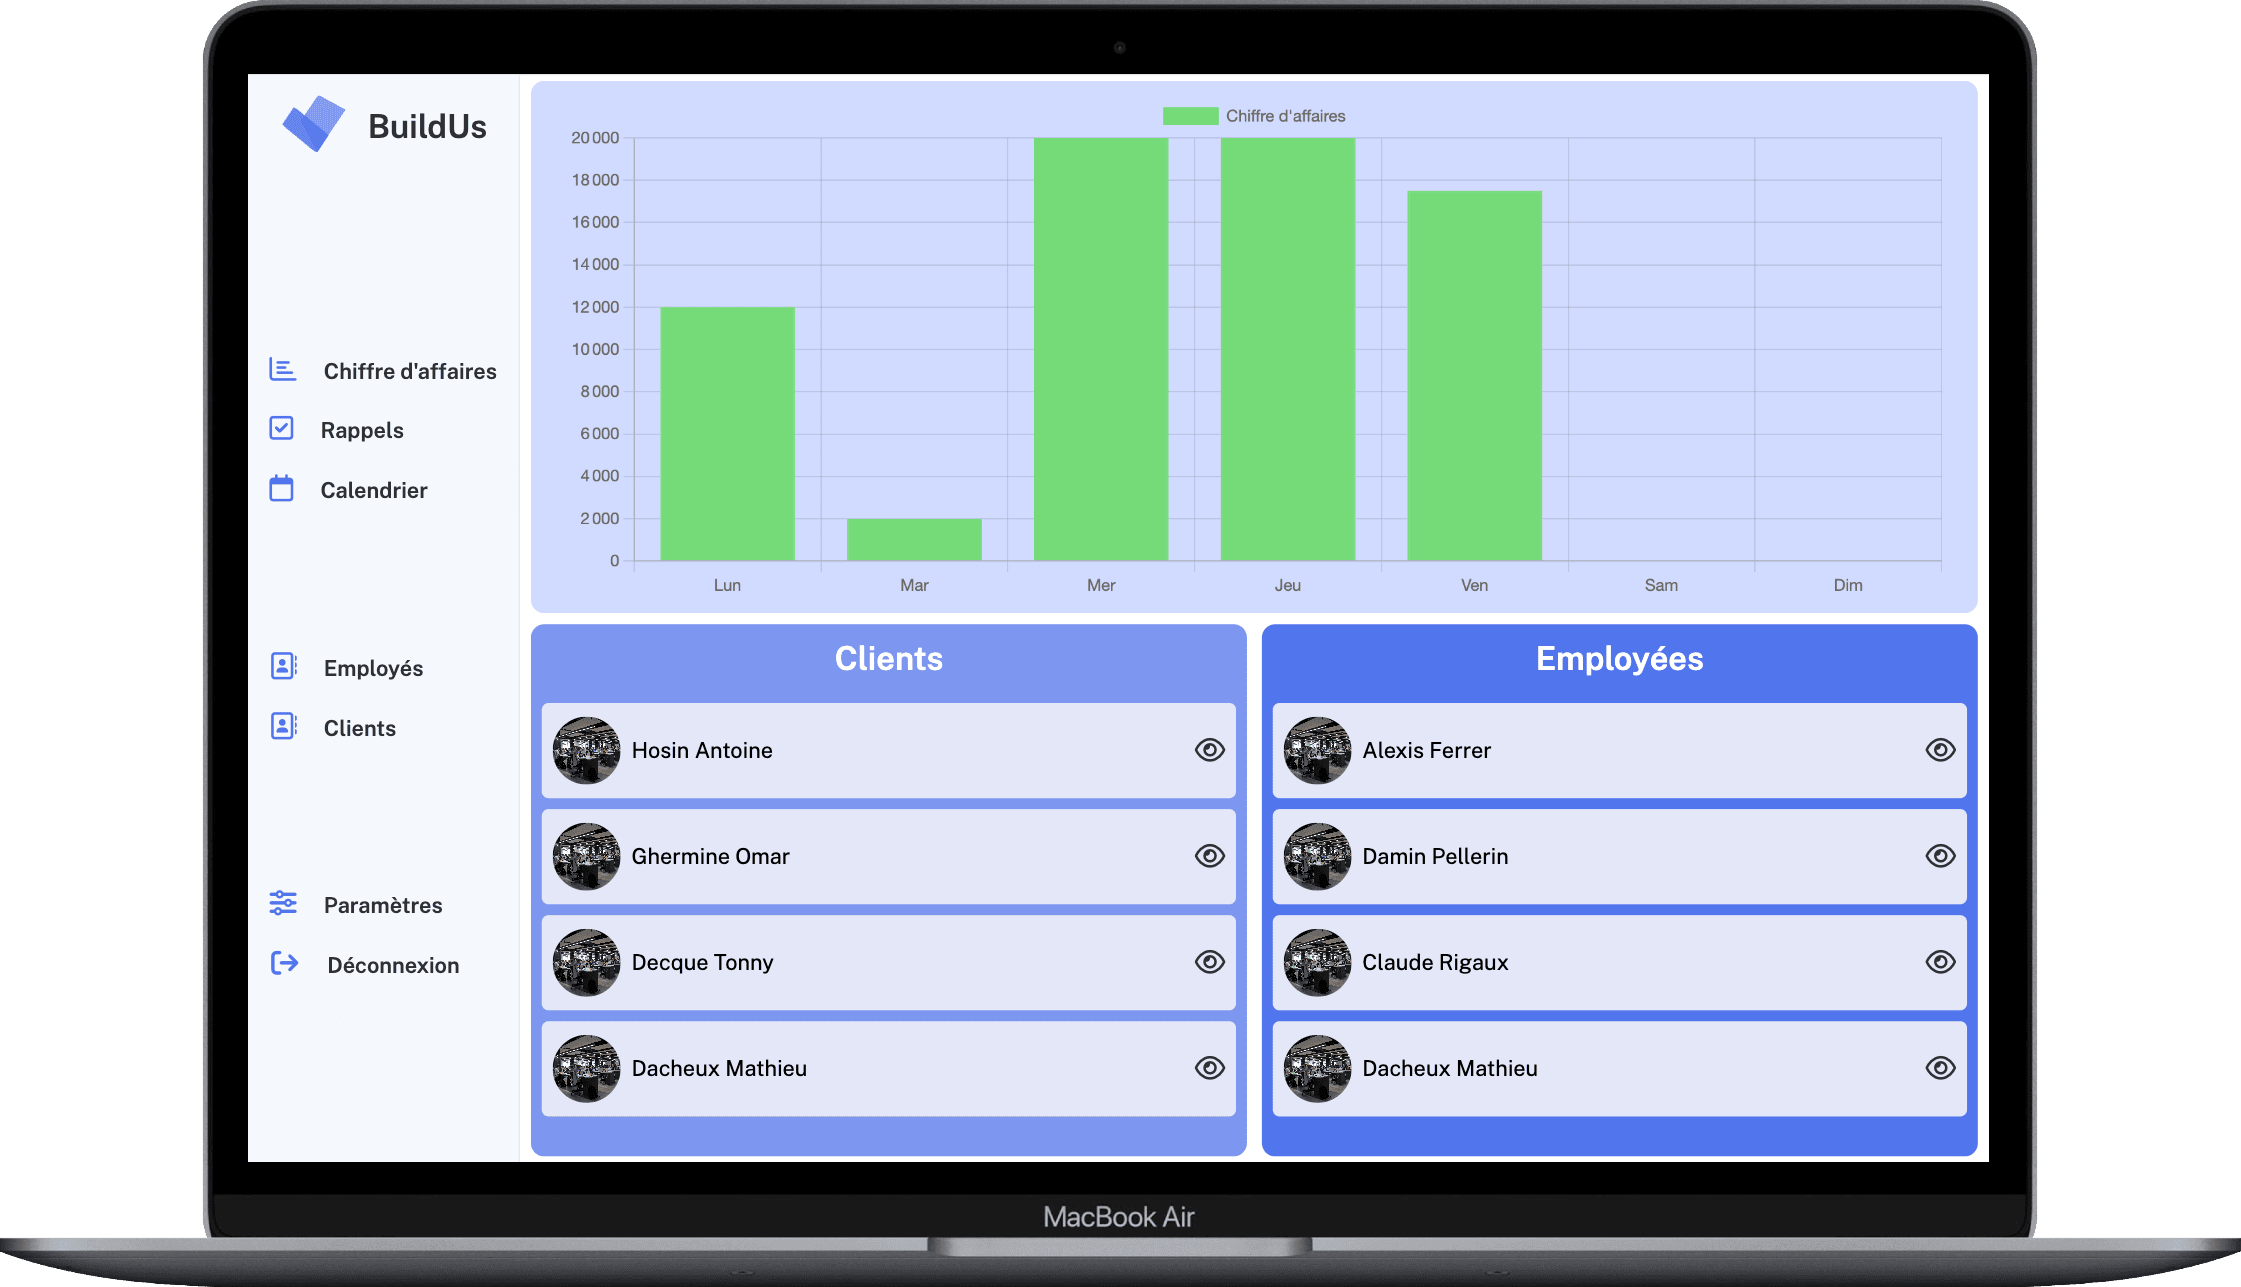 BuildUs
Chiffre d'affaires
Rappels
Calendrier
Employés
Clients
Paramètres
Déconnexion
Chiffre d'affaires
20 000
18 000
16 000
14 000
12 000
10 000
8 000
6 000
4 000
2 000
0
Lun Mar Mer Jeu Ven Sam Dim
Clients
Hosin Antoine
Ghermine Omar
Decque Tonny
Dacheux Mathieu
Employées
Alexis Ferrer
Damin Pellerin
Claude Rigaux
Dacheux Mathieu
MacBook Air